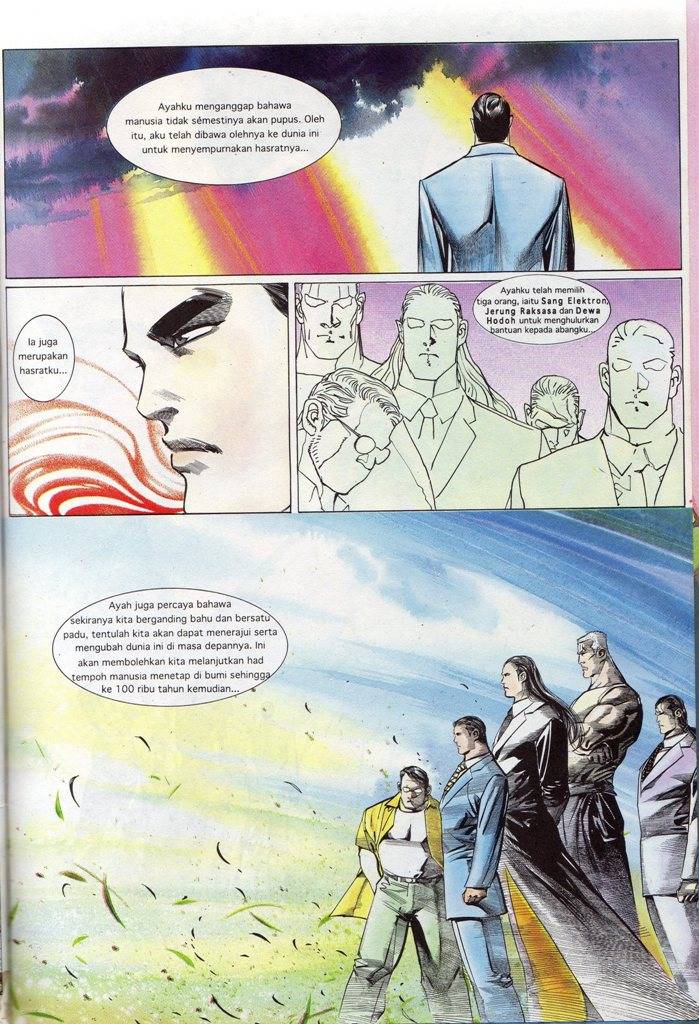 Ayahku menganggap bahawa
manusia tidak semestinya akan pupus. Oleh
itu, aku telah dibawa olehnya ke dunia ini
untuk menyempurnakan hasratnya...
Ia juga
merupakan
hasratku...
Ayahku telah memilih
tiga orang, iaitu Sang Elektron,
Jerung Raksasa dan Dewa
Hodoh untuk menghulurkan
bantuan kepada abangku...
Ayah juga percaya bahawa
sekiranya kita berganding bahu dan bersatu
padu, tentulah kita akan dapat menerajui serta
mengubah dunia ini di masa depannya. Ini
akan membolehkan kita melanjutkan had
tempoh manusia menetap di bumi sehingga
ke 100 ribu tahun kemudian...